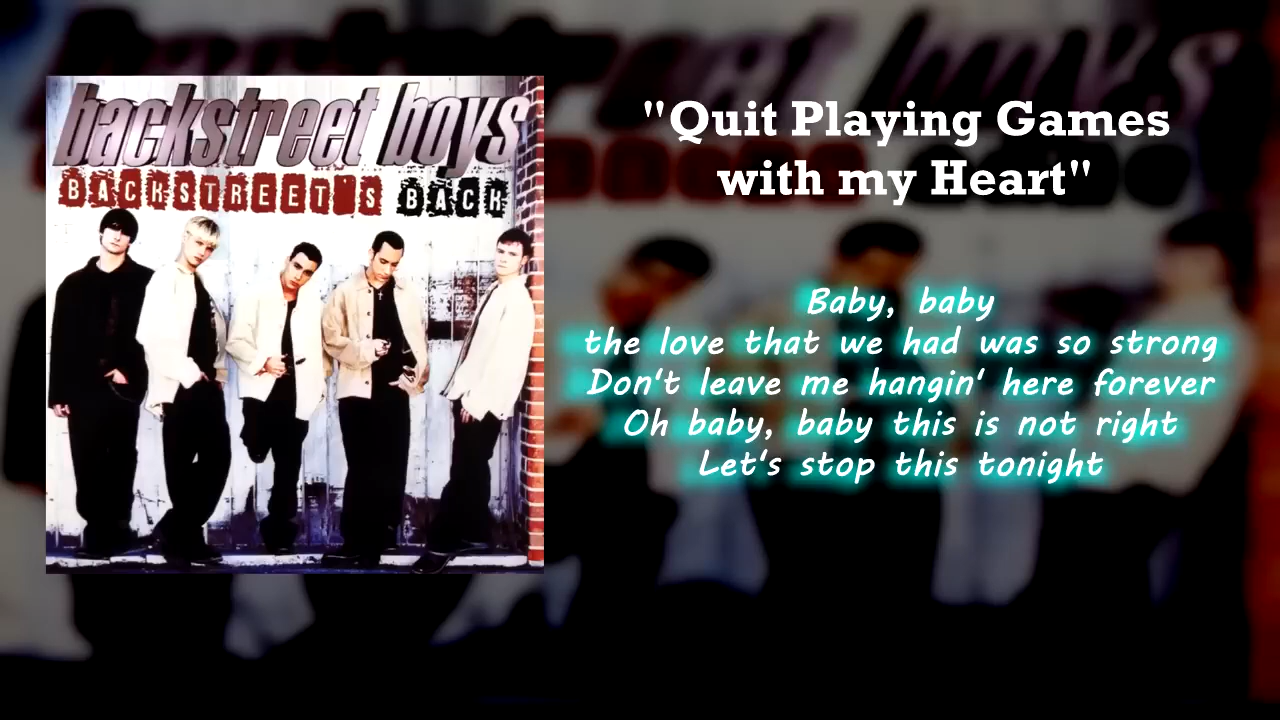 backstreet boys
BACKSTREET'S BACK
"Quit Playing Games
with my Heart"
Baby, baby
the love that we had was so strong
Don't leave me hangin' here forever
Oh baby, baby this is not right
Let's stop this tonight